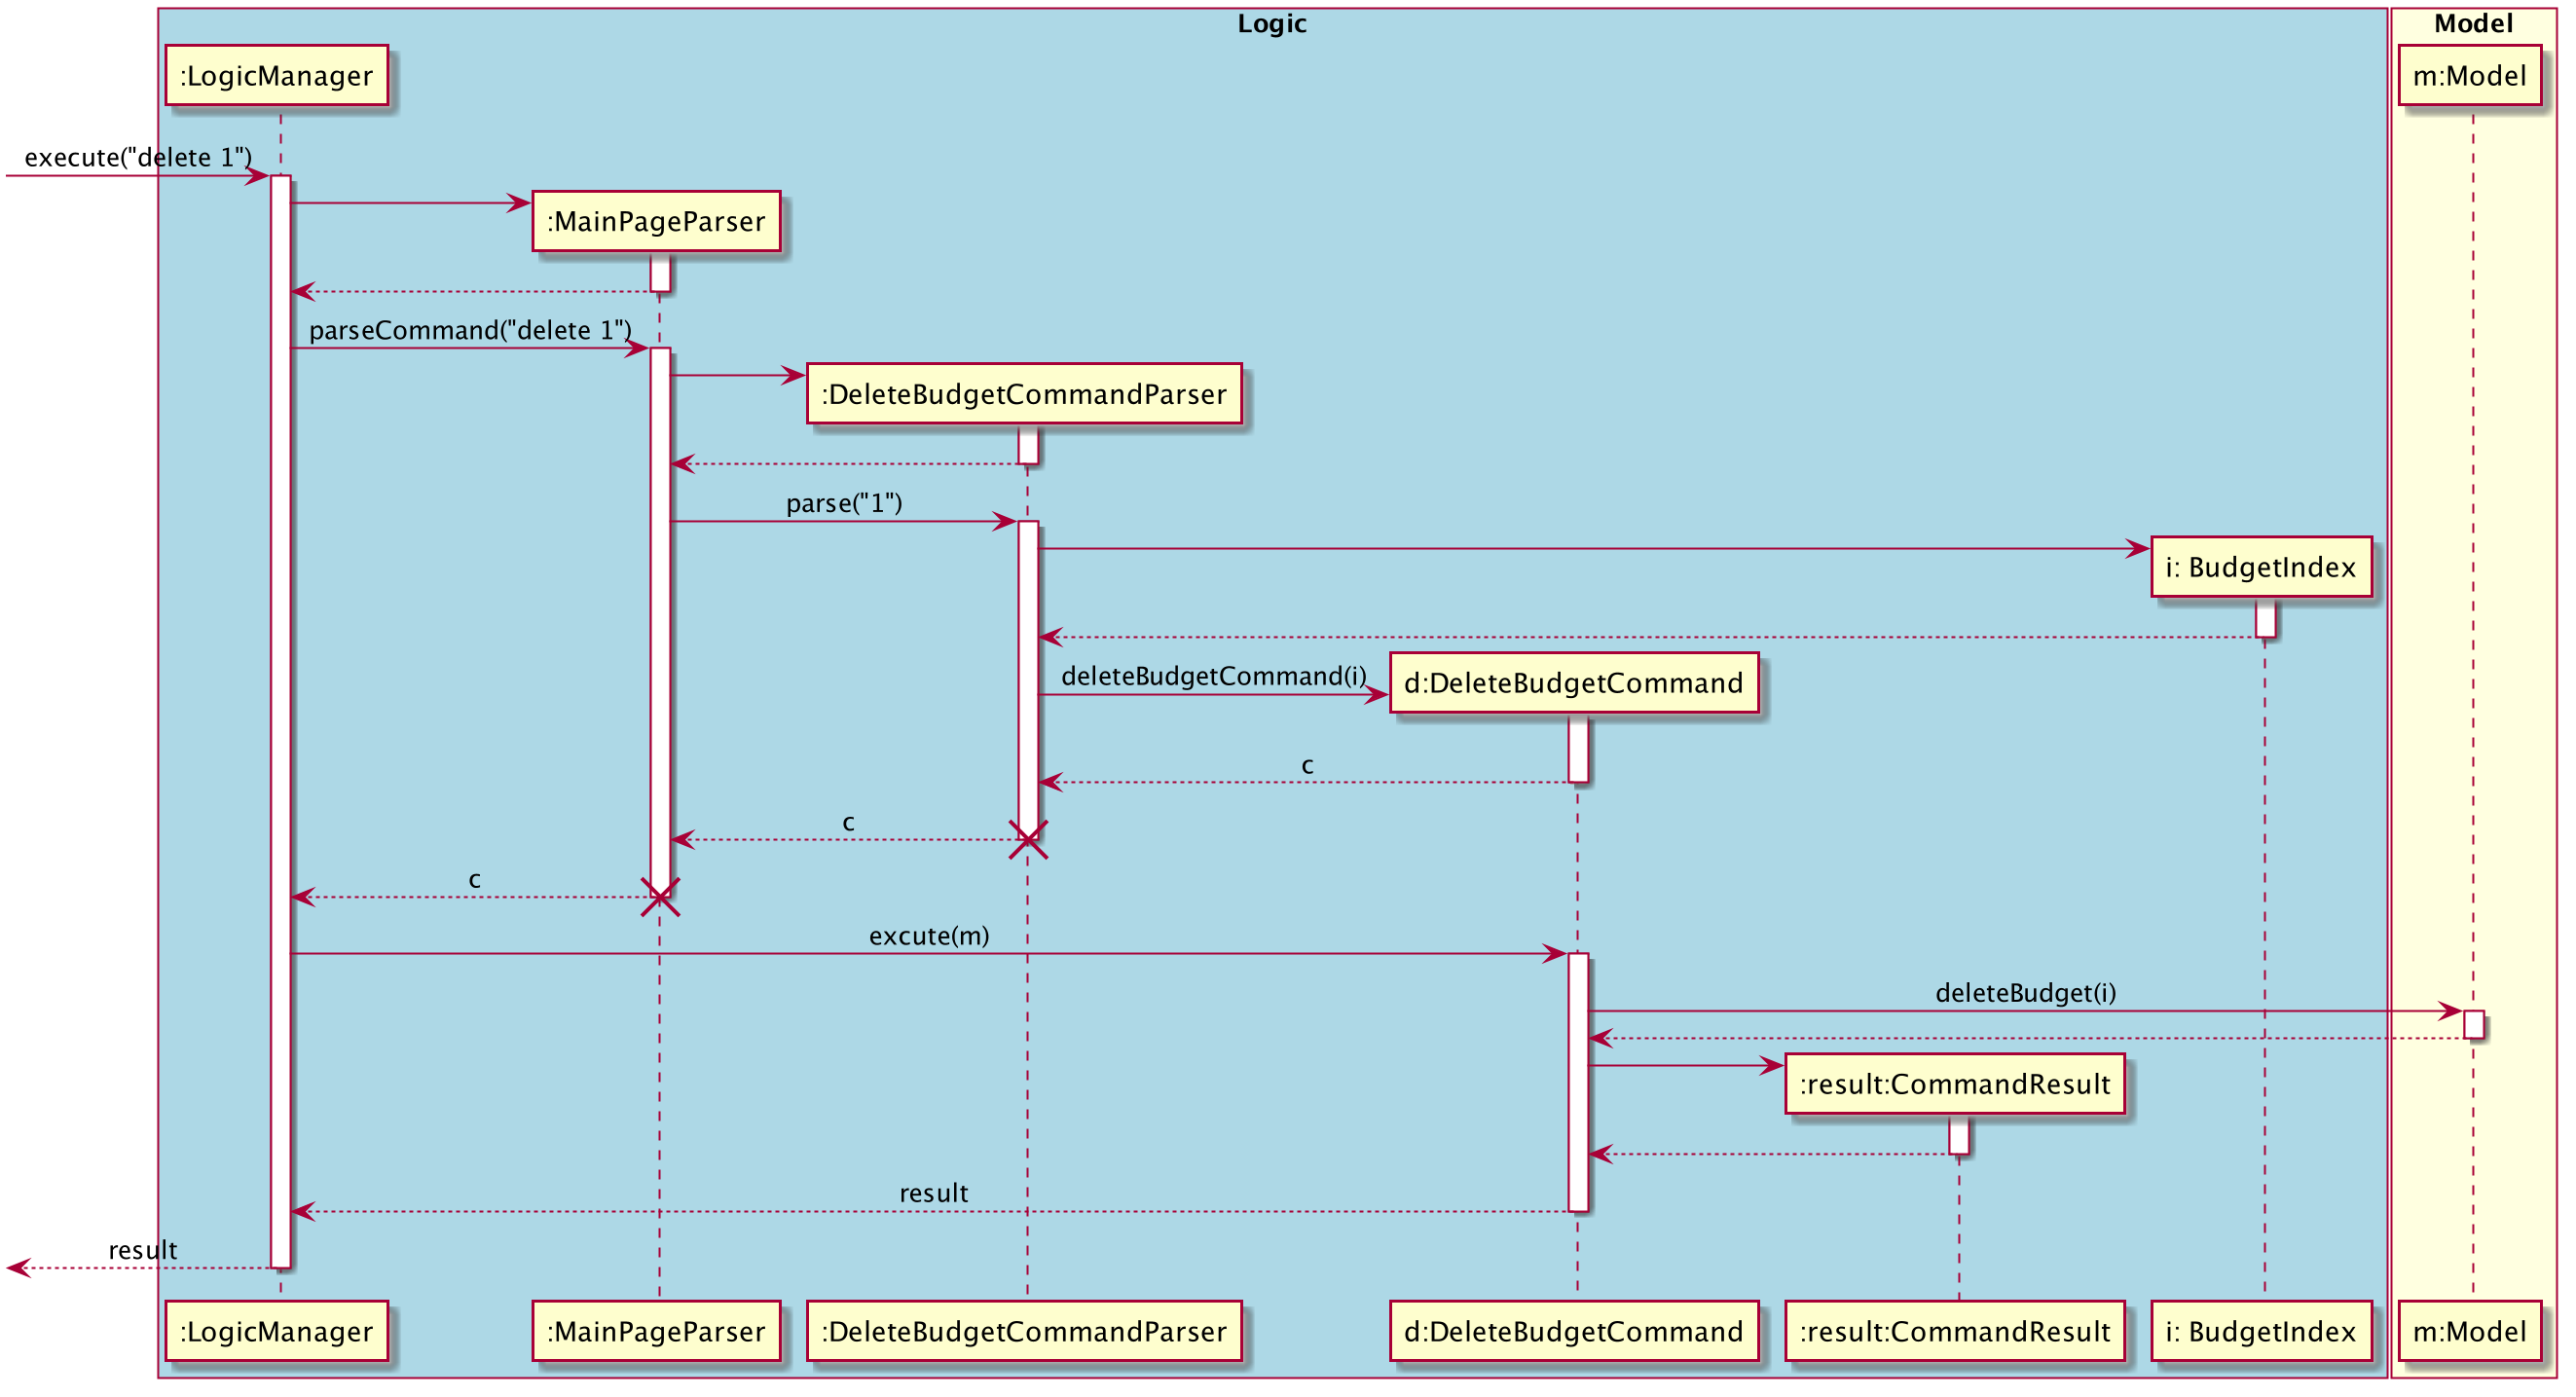 Logic
Model
:LogicManager
m:Model
execute("delete 1")
:MainPageParser
parseCommand("delete 1")
:DeleteBudgetCommandParser
parse("1")
i: BudgetIndex
deleteBudgetCommand(i)
d:DeleteBudgetCommand
c
c
c
excute(m)
deleteBudget(i)
:result:CommandResult
result
result
:LogicManager
:MainPageParser
:DeleteBudgetCommandParser
d:DeleteBudgetCommand
:result:CommandResult
i: BudgetIndex
m:Model